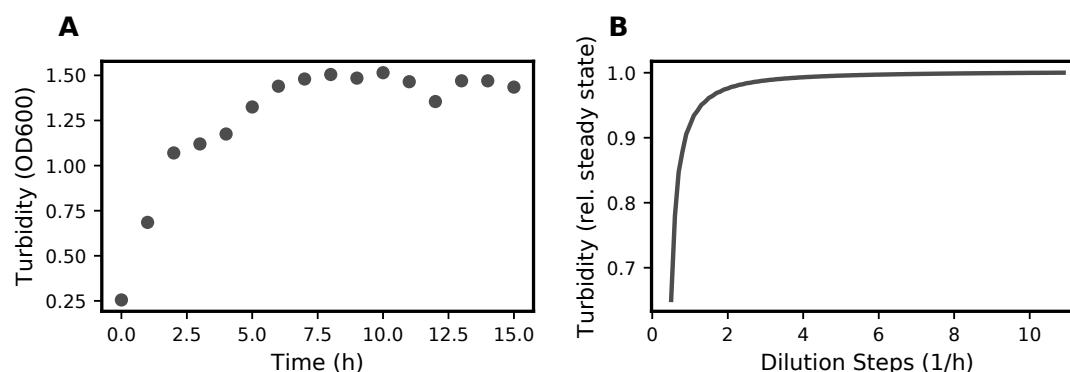 A
Turbidity (OD600)
1.50
1.25
1.00
0.75
0.50
0.25
0.0 2.5 5.0 7.5 10.0 12.5 15.0
Time (h)
B
Turbidity (rel. steady state)
1.0
0.9
0.8
0.7
0 2 4 6 8 10
Dilution Steps (1/h)